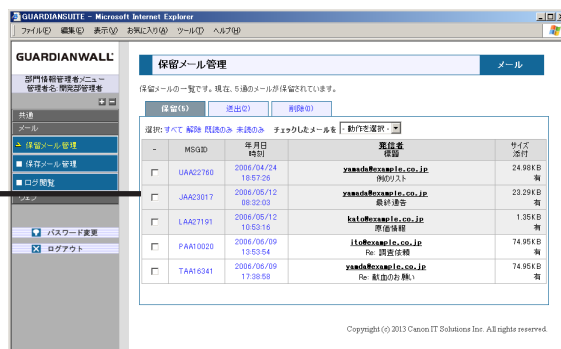 GUARDIANSUITE - Microsoft Internet Explorer
ファイル(F) 編集(E) 表示(V) お気に入り(A) ツール(T) ヘルプ(H)
GUARDIANWALL
部門情報管理者メニュー
管理者名:開発部管理者
共通
メール
保留メール管理
保存メール管理
ログ閲覧
ウェブ
パスワード変更
ログアウト
保留メール管理
メール
保留メールの一覧です。現在、5通のメールが保留されています。
保留(5) 送出(2) 削除(0)
選択:すべて 解除 既読のみ 未読のみ チェックしたメールを - 動作を選択 -
- MSGID 年月日 発信者 サイズ
時刻 標題 添付
UAA22760 2006/04/24 yamada@example.co.jp 24.98KB
18:57:26 例のリスト 有
JAA23017 2006/05/12 yamada@example.co.jp 23.29KB
08:32:03 最終通告 有
LAA27191 2006/05/12 kato@example.co.jp 1.35KB
10:53:16 原価情報 有
PAA10020 2006/06/09 ito@example.co.jp 74.95KB
13:53:54 Re: 調査依頼 有
TAA16341 2006/06/09 yamada@example.co.jp 74.95KB
17:38:58 Re: 献血のお願い 有
Copyright (c) 2013 Canon IT Solutions Inc. All rights reserved.